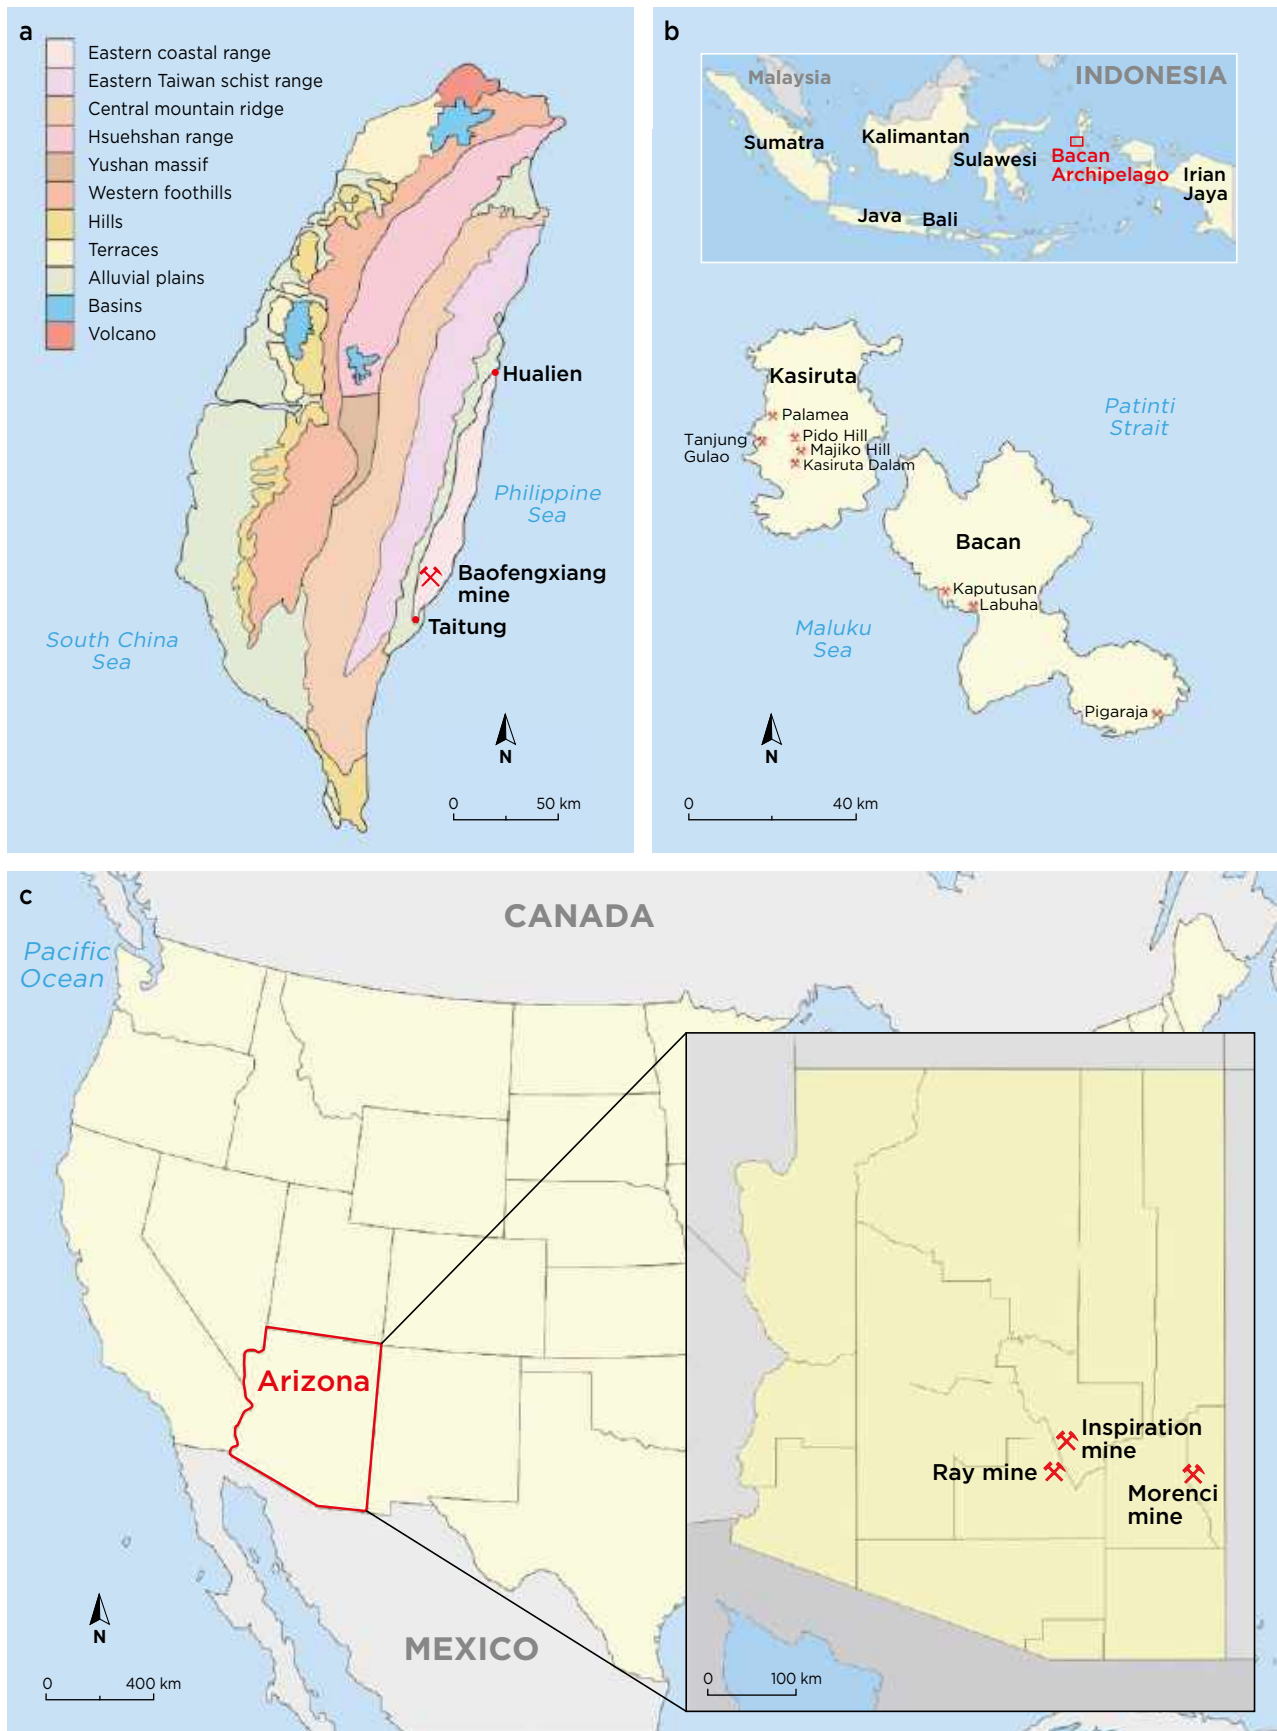 a
Eastern coastal range
Eastern Taiwan schist range
Central mountain ridge
Hsuehshan range
Yushan massif
Western foothills
Hills
Terraces
Alluvial plains
Basins
Volcano
Hualien
Philippine
Sea
Baofengxiang
mine
Taitung
South China
Sea
N
0 50 km
b
Malaysia
INDONESIA
Sumatra
Kalimantan
Sulawesi
Bacan
Archipelago
Irian
Jaya
Java
Bali
Kasiruta
Palamea
Tanjung
Gulao
Pido Hill
Majiko Hill
Kasiruta Dalam
Patinti
Strait
Bacan
Kaputusan
Labuha
Maluku
Sea
Pigaraja
N
0 40 km
c
CANADA
Pacific
Ocean
Arizona
Inspiration
mine
Ray mine
Morenci
mine
N
MEXICO
0 400 km
0 100 km